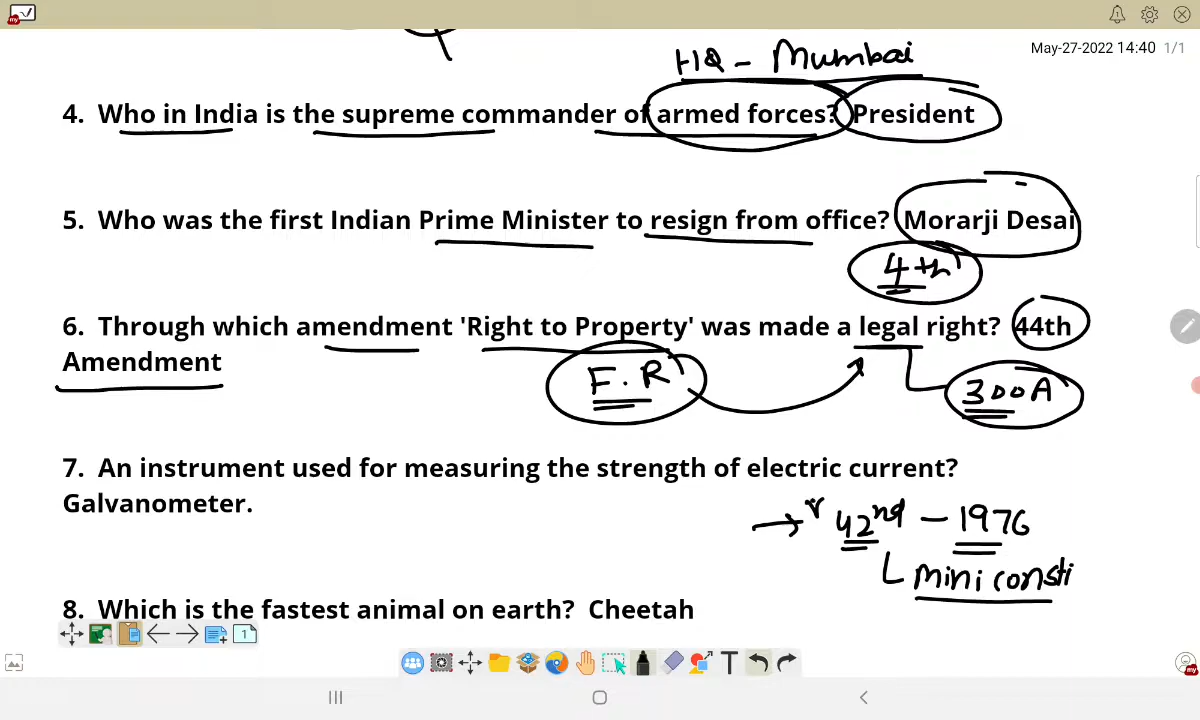 May-27-2022 14:40 1/1
HQ - Mumbai
4. Who in India is the supreme commander of armed forces? President
5. Who was the first Indian Prime Minister to resign from office? Morarji Desai
4th
6. Through which amendment 'Right to Property' was made a legal right? 44th
Amendment
F.R
300A
7. An instrument used for measuring the strength of electric current?
Galvanometer.
42nd - 1976
mini consti
8. Which is the fastest animal on earth? Cheetah
1
T